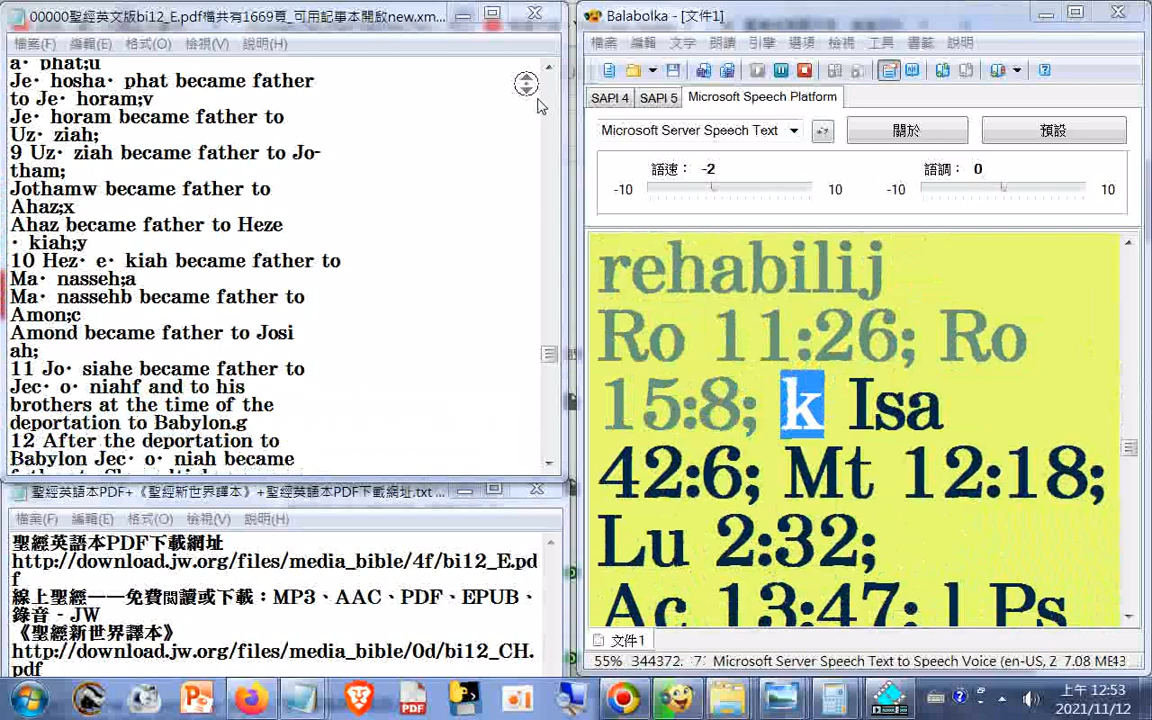 00000聖經英文版bi12_E.pdf檔共有1669頁_可用記事本開啟new.xm...
檔案(F) 編輯(E) 格式(O) 檢視(V) 說明(H)
a‧ phat;u
Je‧ hosha‧ phat became father
to Je‧ horam;v
Je‧ horam became father to
Uz‧ ziah;
9 Uz‧ ziah became father to Jo-
tham;
Jothamw became father to
Ahaz;x
Ahaz became father to Heze
‧ kiah;y
10 Hez‧ e‧ kiah became father to
Ma‧ nasseh;a
Ma‧ nassehb became father to
Amon;c
Amond became father to Josi
ah;
11 Jo‧ siahe became father to
Jec‧ o‧ niahf and to his
brothers at the time of the
deportation to Babylon.g
12 After the deportation to
Babylon Jec‧ o‧ niah became
聖經英語本PDF+《聖經新世界譯本》+聖經英語本PDF下載網址.txt ...
檔案(F) 編輯(E) 格式(O) 檢視(V) 說明(H)
聖經英語本PDF下載網址
http://download.jw.org/files/media_bible/4f/bi12_E.pd
f
線上聖經——免費閱讀或下載：MP3、AAC、PDF、EPUB、
錄音 - JW
《聖經新世界譯本》
http://download.jw.org/files/media_bible/0d/bi12_CH.
pdf
Balabolka - [文件1]
檔案 編輯 文字 朗讀 引擎 選項 檢視 工具 書籤 說明
SAPI 4 SAPI 5 Microsoft Speech Platform
Microsoft Server Speech Text 關於 預設
語速： -2 語調： 0
-10 10 -10 10
rehabilij
Ro 11:26; Ro
15:8; k Isa
42:6; Mt 12:18;
Lu 2:32;
Ac 13:47; l Ps
文件1
55% 344372. Microsoft Server Speech Text to Speech Voice (en-US, Z 7.08 ME
PDF
上午 12:53
2021/11/12